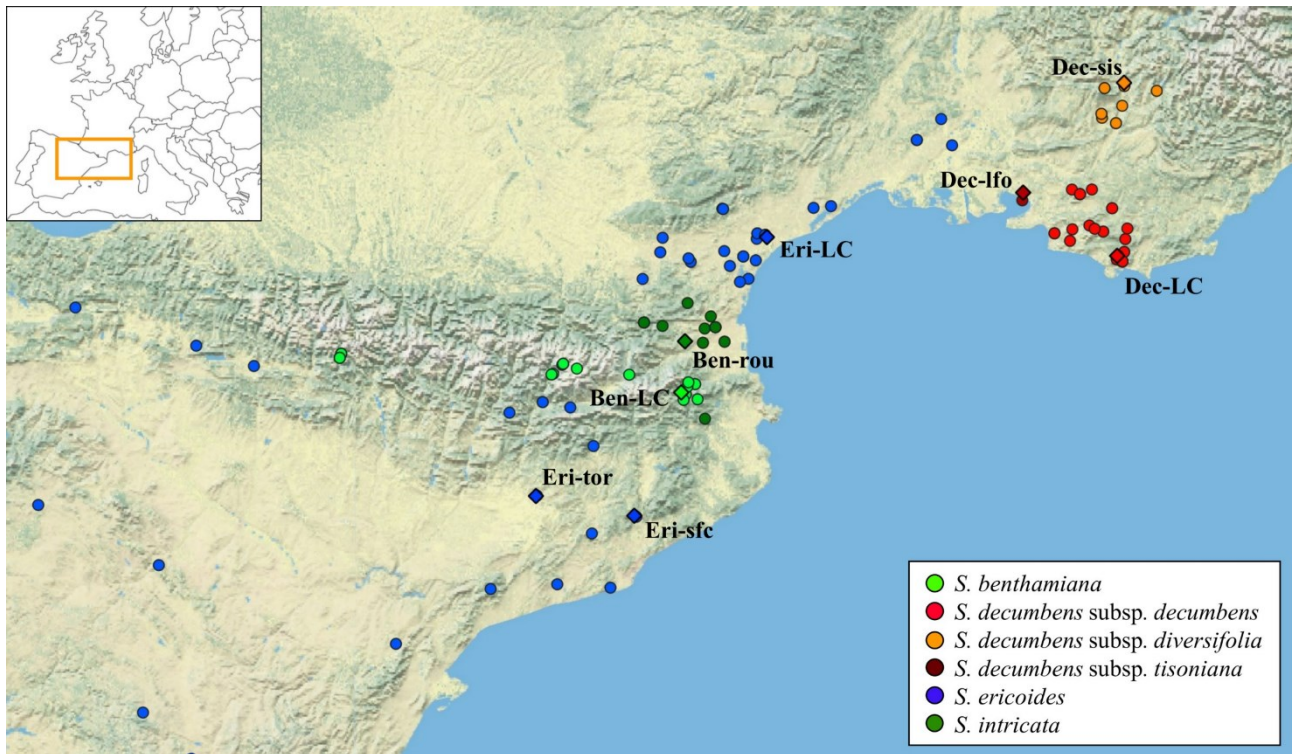 Dec-sis
Dec-lfo
Eri-LC
Dec-LC
Ben-rou
Ben-LC
Eri-tor
Eri-sfc
S. benthamiana
S. decumbens subsp. decumbens
S. decumbens subsp. diversifolia
S. decumbens subsp. tisoniana
S. ericoides
S. intricata